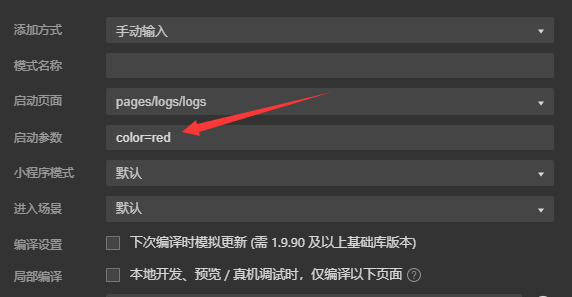 添加方式 手动输入
模式名称
启动页面 pages/logs/logs
启动参数 color=red
小程序模式 默认
进入场景 默认
编译设置 下次编译时模拟更新 (需 1.9.90 及以上基础库版本)
局部编译 本地开发、预览 / 真机调试时，仅编译以下页面 ?